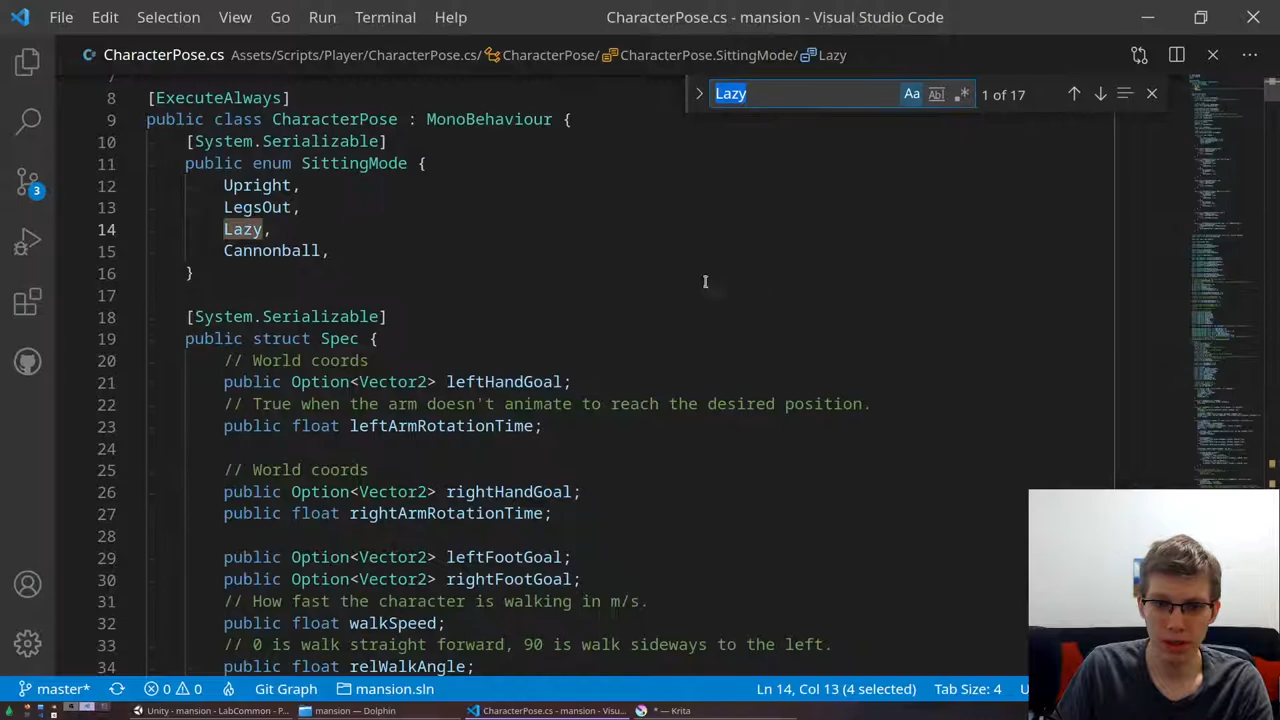 File Edit Selection View Go Run Terminal Help CharacterPose.cs - mansion - Visual Studio Code
CharacterPose.cs Assets/Scripts/Player/CharacterPose.cs/ CharacterPose/ CharacterPose.SittingMode/ Lazy
Lazy Aa ab .* 1 of 17
7
8 [ExecuteAlways]
9 public class CharacterPose : MonoBehaviour {
10 [System.Serializable]
11 public enum SittingMode {
12 Upright,
13 LegsOut,
14 Lazy,
15 Cannonball,
16 }
17
18 [System.Serializable]
19 public struct Spec {
20 // World coords
21 public Option<Vector2> leftHandGoal;
22 // True when the arm doesn't animate to reach the desired position.
23 public float leftArmRotationTime;
24
25 // World coords
26 public Option<Vector2> rightHandGoal;
27 public float rightArmRotationTime;
28
29 public Option<Vector2> leftFootGoal;
30 public Option<Vector2> rightFootGoal;
31 // How fast the character is walking in m/s.
32 public float walkSpeed;
33 // 0 is walk straight forward, 90 is walk sideways to the left.
34 public float relWalkAngle;
3
master* 0 0 Git Graph mansion.sln Ln 14, Col 13 (4 selected) Tab Size: 4 U
Unity - mansion - LabCommon - P... mansion — Dolphin CharacterPose.cs - mansion - Visu... * — Krita